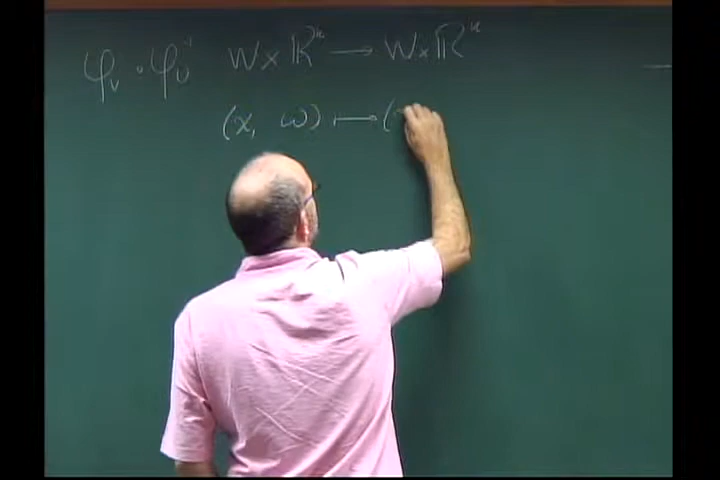 φ_V ∘ φ_U^{-1} W × ℝ^k ⟶ W × ℝ^k
(x, ω) ⟼ (